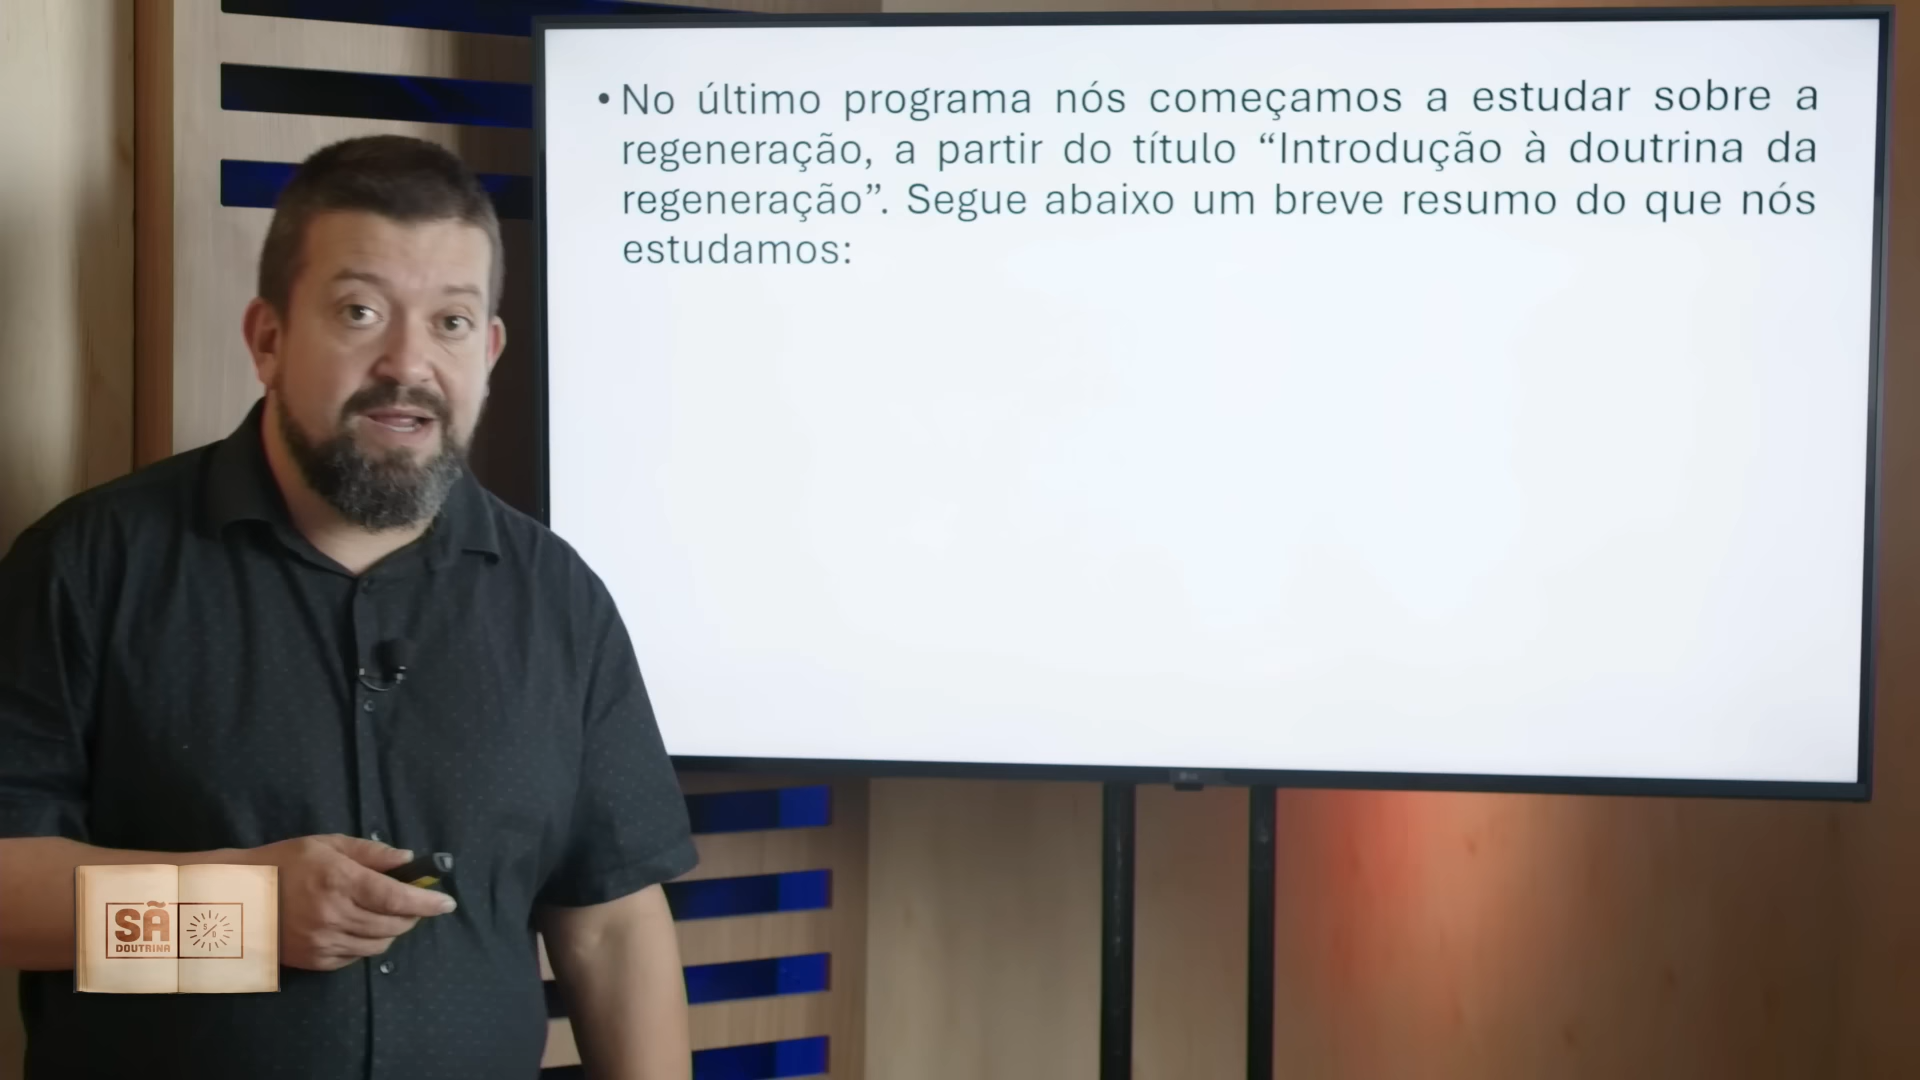 • No último programa nós começamos a estudar sobre a
regeneração, a partir do título “Introdução à doutrina da
regeneração”. Segue abaixo um breve resumo do que nós
estudamos:
SÃ
DOUTRINA
S/D